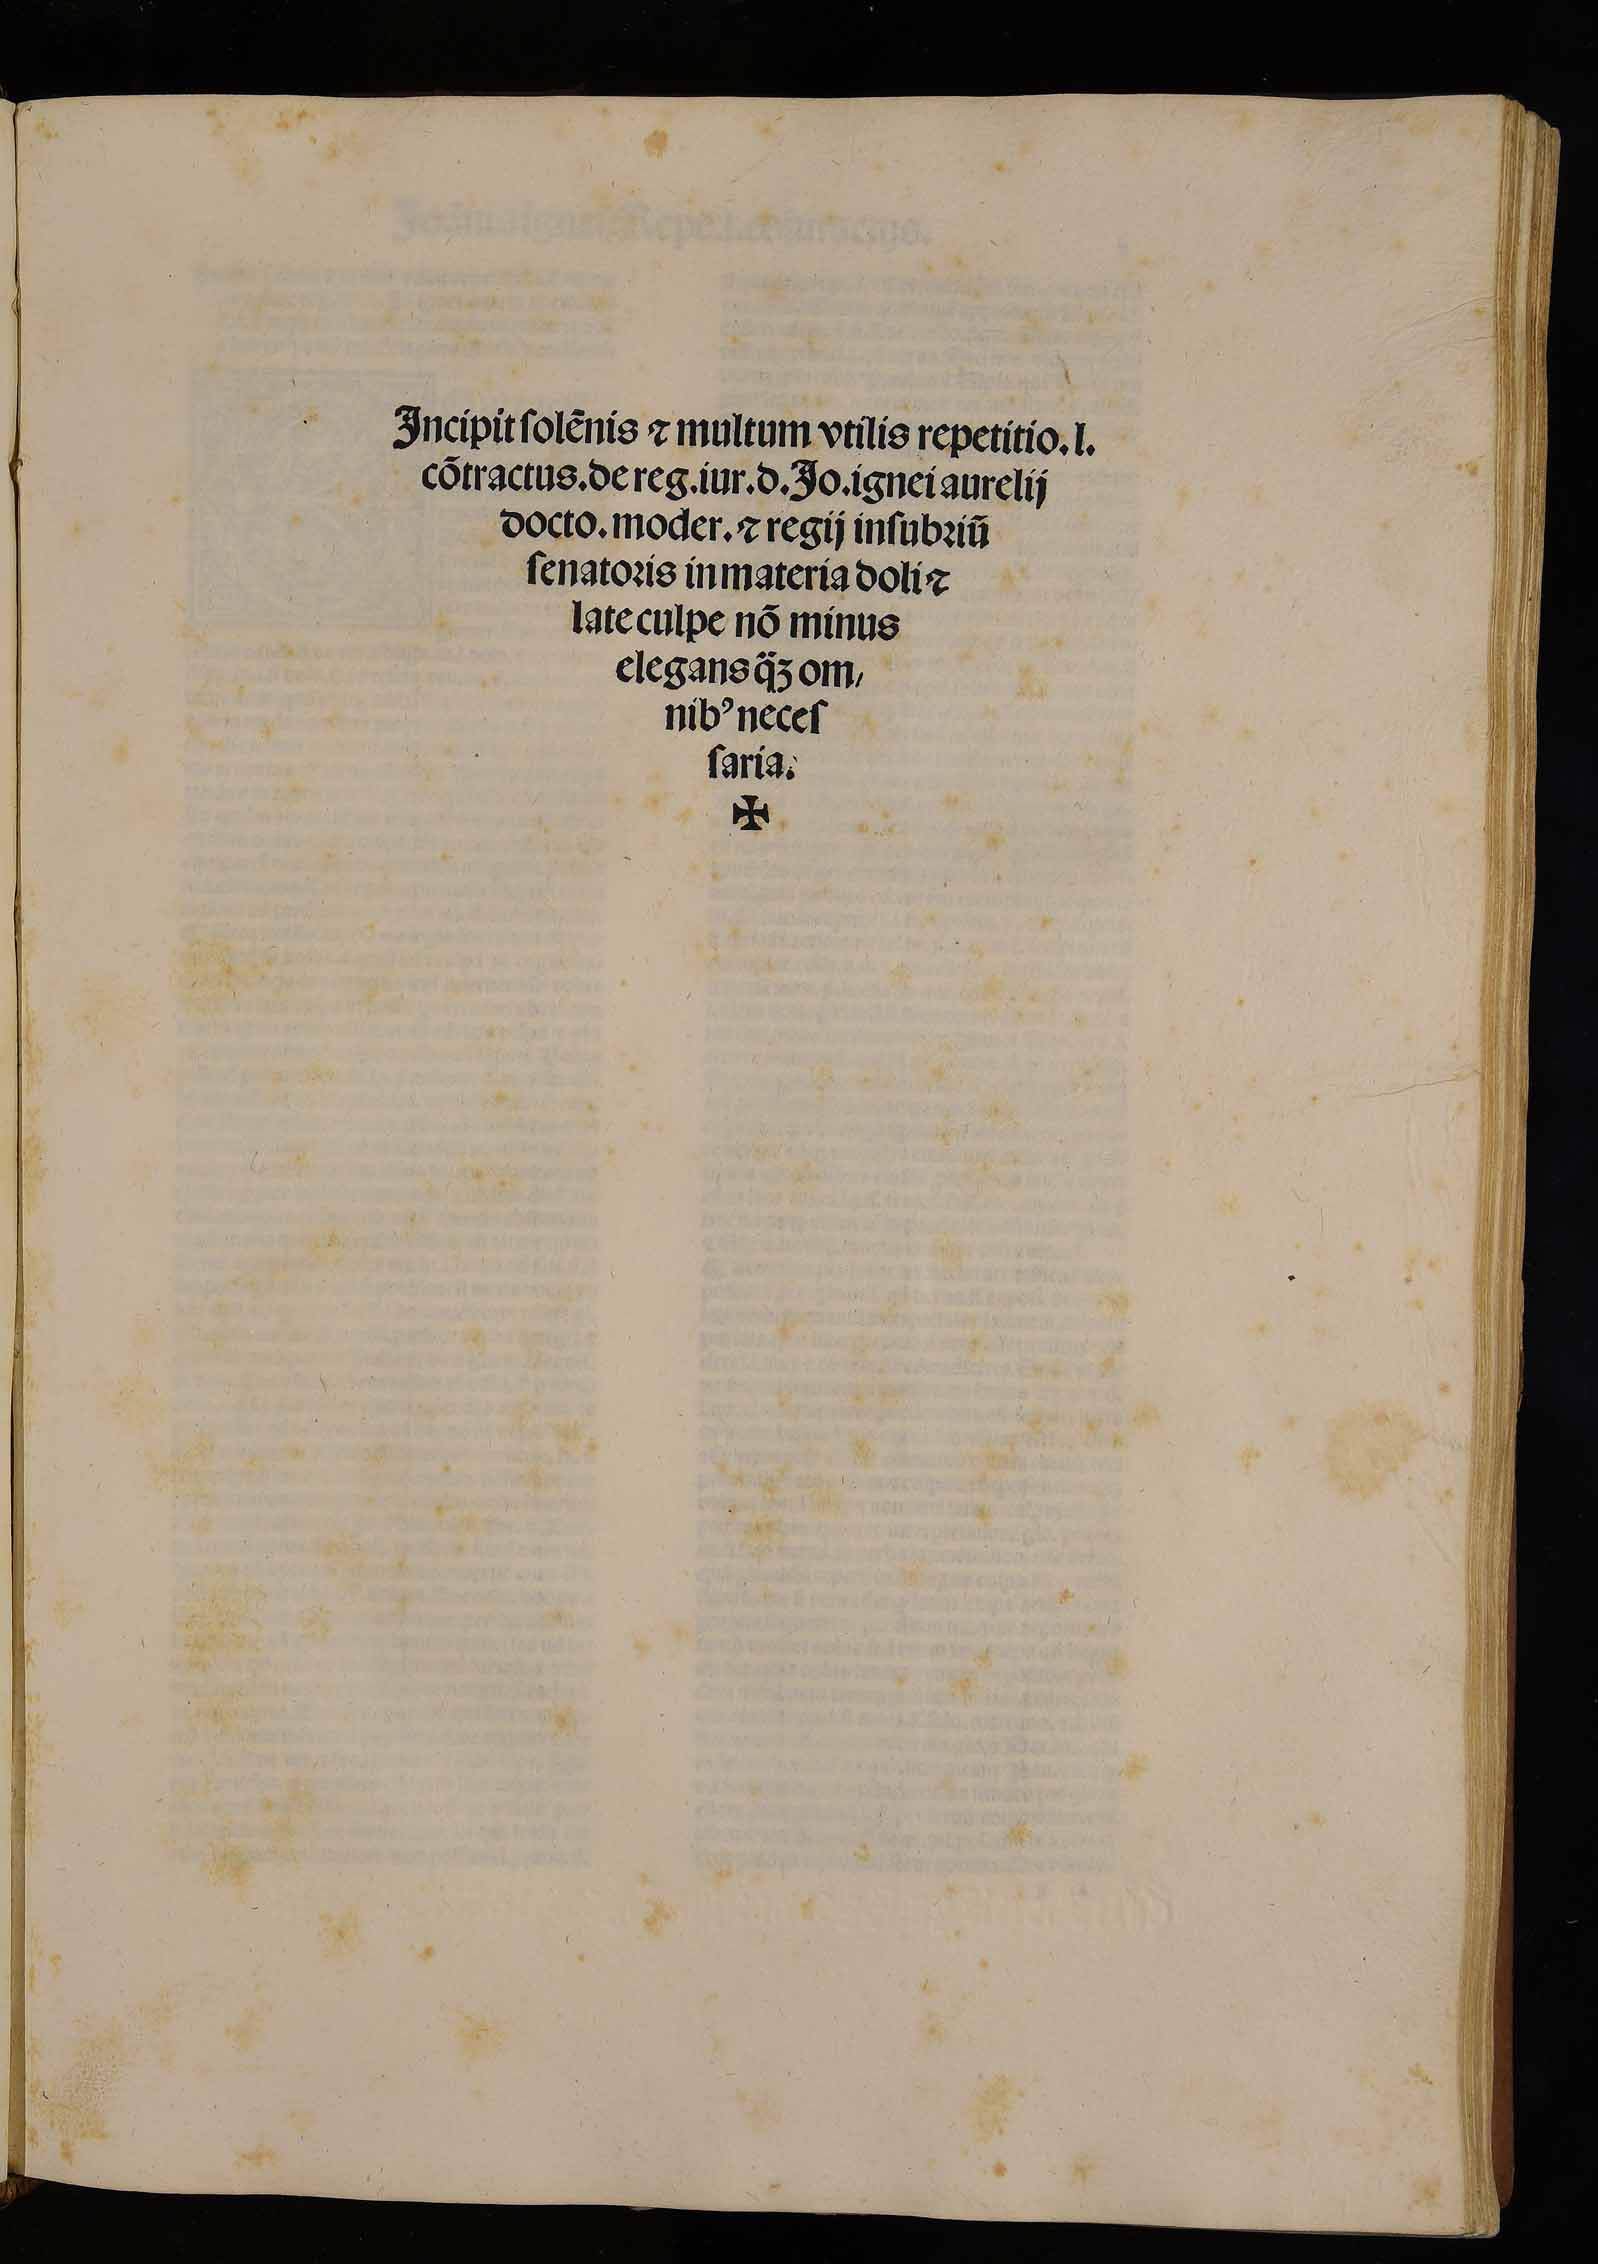 Incipit ſolēnis ⁊ multum vtilis repetitio. l.
cōtractus. de reg. iur. d. Jo. ignei aurelij
docto. moder. ⁊ regij inſubriū
ſenatoris in materia doli ⁊
late culpe nō minus
elegans q̈ꝫ om⸗
nibꝰ neceſ
ſaria.
✠